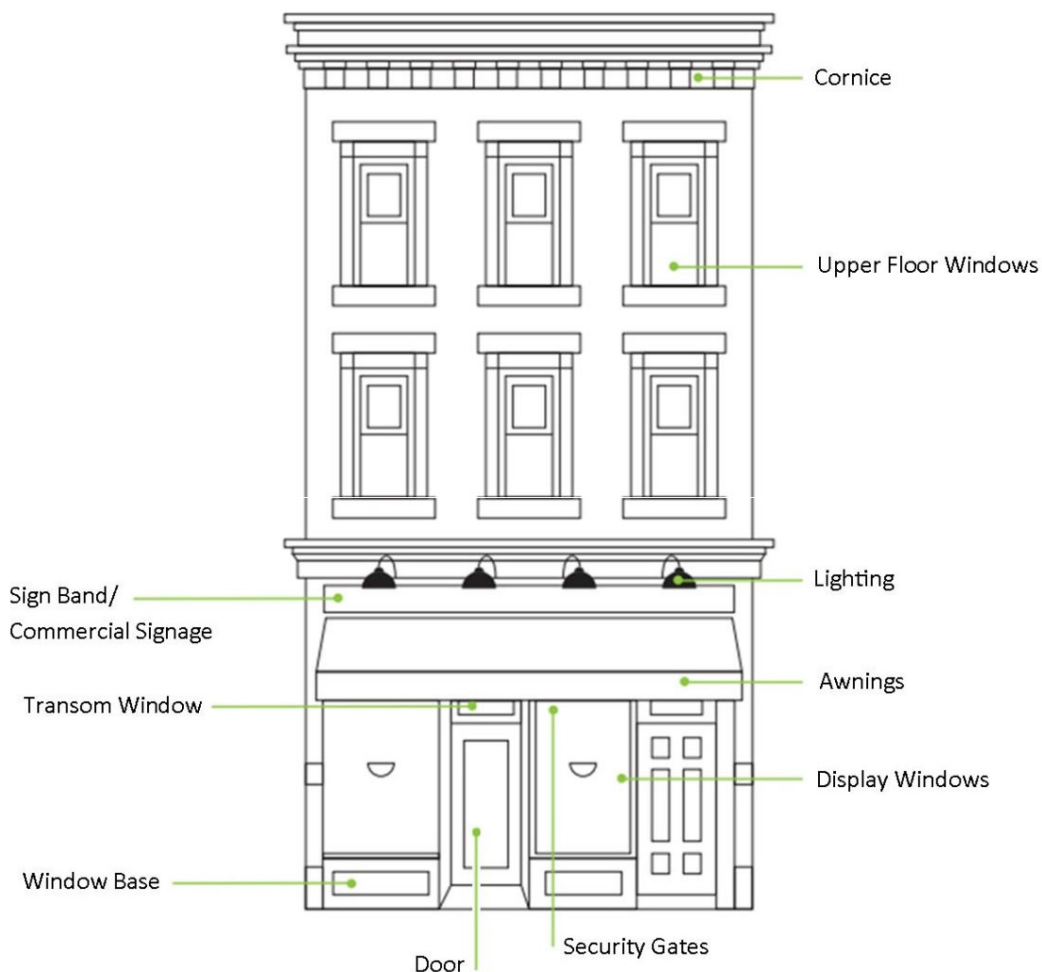 Cornice
Upper Floor Windows
Lighting
Sign Band/
Commercial Signage
Awnings
Transom Window
Display Windows
Window Base
Security Gates
Door